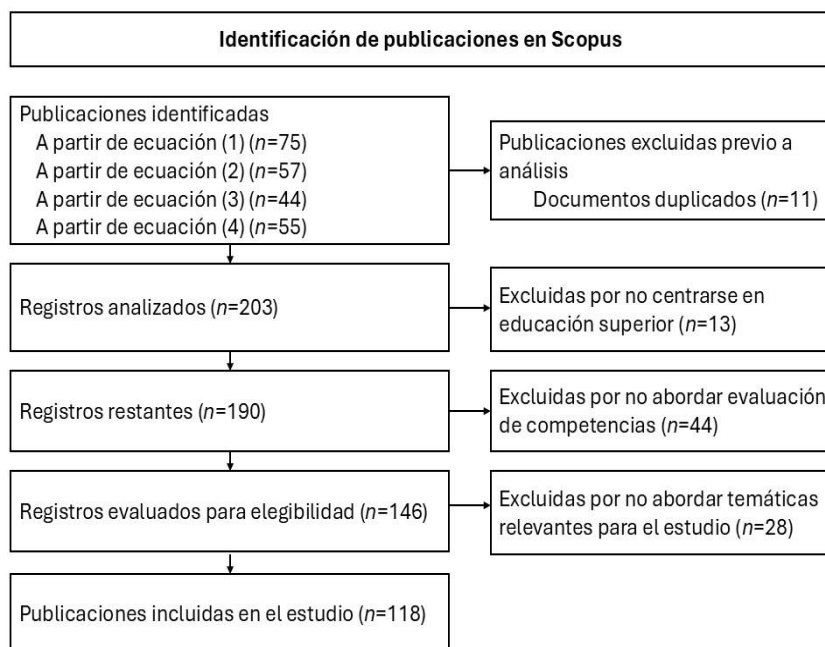 Identificación de publicaciones en Scopus
Publicaciones identificadas
A partir de ecuación (1) (n=75)
A partir de ecuación (2) (n=57)
A partir de ecuación (3) (n=44)
A partir de ecuación (4) (n=55)
Publicaciones excluidas previo a
análisis
Documentos duplicados (n=11)
Registros analizados (n=203)
Excluidas por no centrarse en
educación superior (n=13)
Registros restantes (n=190)
Excluidas por no abordar evaluación
de competencias (n=44)
Registros evaluados para elegibilidad (n=146)
Excluidas por no abordar temáticas
relevantes para el estudio (n=28)
Publicaciones incluidas en el estudio (n=118)